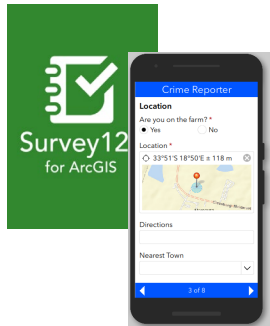 Survey12
for ArcGIS
Crime Reporter
Location
Are you on the farm? *
Yes No
Location *
33°51'S 18°50'E ± 118 m
Directions
Nearest Town
3 of 8